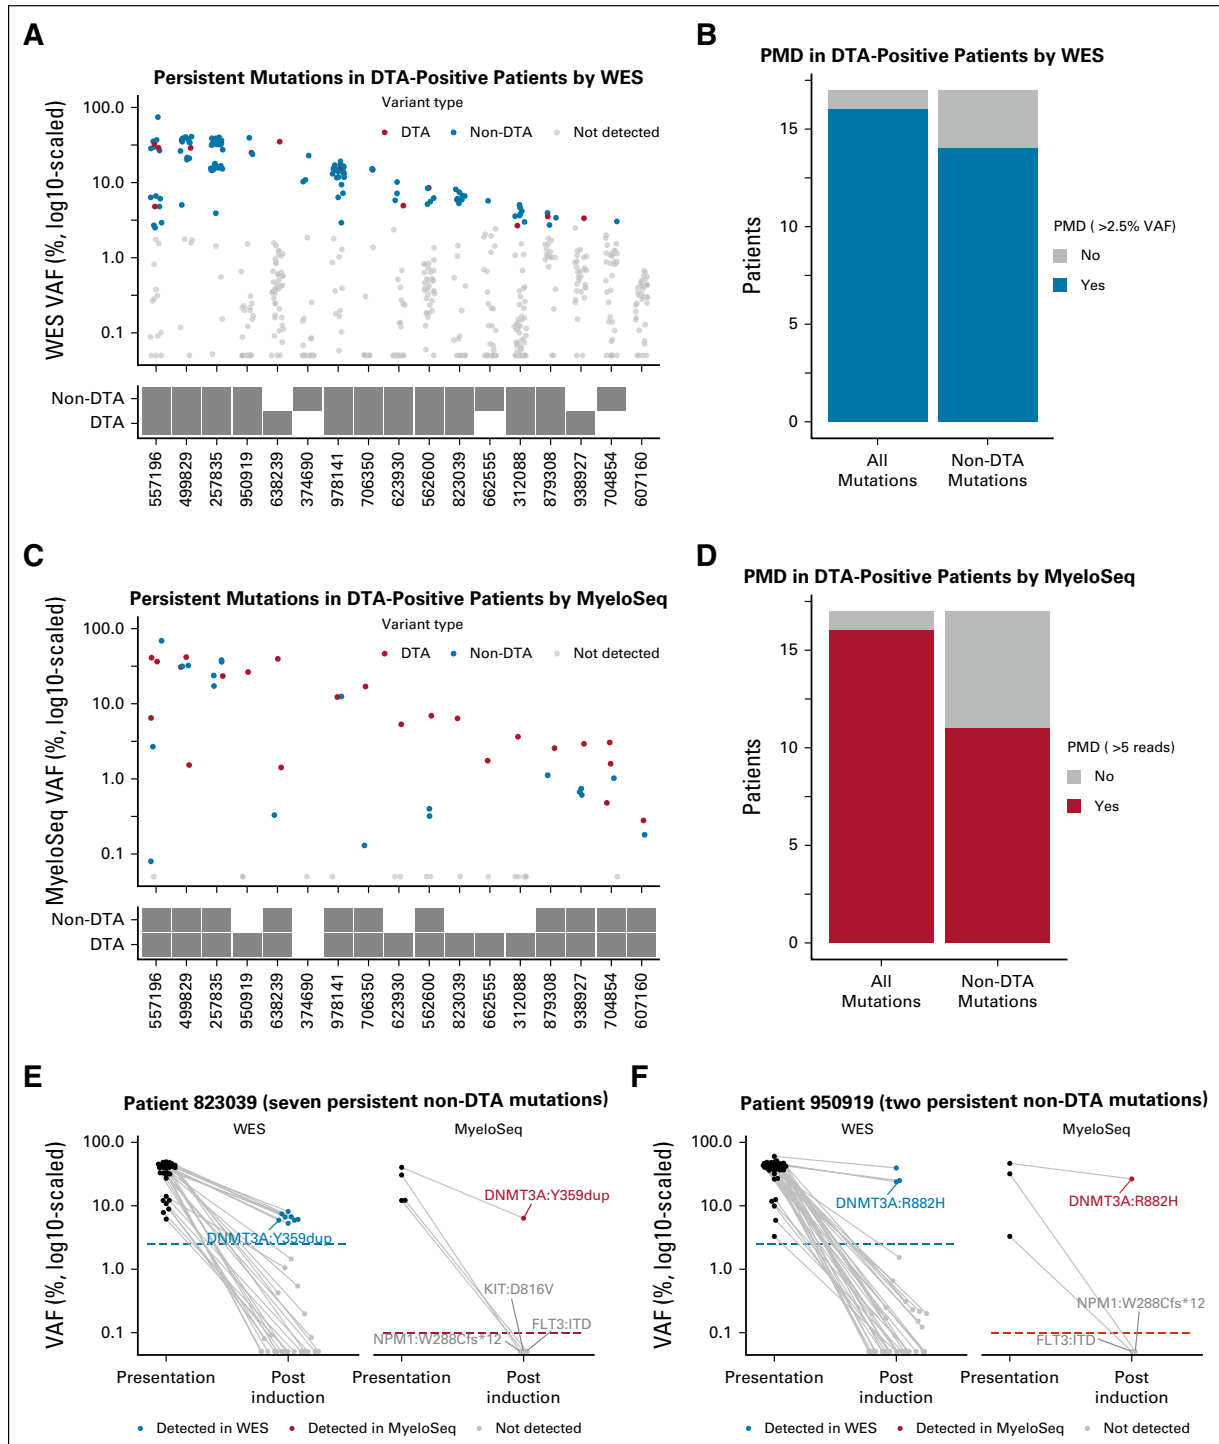 A
Persistent Mutations in DTA-Positive Patients by WES
Variant type
DTA Non-DTA Not detected
WES VAF (%, log10-scaled)
100.0
10.0
1.0
0.1
Non-DTA
DTA
557196 499829 257835 950919 638239 374690 978141 706350 623930 562600 823039 662555 312088 879308 938927 704854 607160
B
PMD in DTA-Positive Patients by WES
Patients
15
10
5
0
All Mutations
Non-DTA Mutations
PMD ( >2.5% VAF)
No
Yes
C
Persistent Mutations in DTA-Positive Patients by MyeloSeq
Variant type
DTA Non-DTA Not detected
MyeloSeq VAF (%, log10-scaled)
100.0
10.0
1.0
0.1
Non-DTA
DTA
557196 499829 257835 950919 638239 374690 978141 706350 623930 562600 823039 662555 312088 879308 938927 704854 607160
D
PMD in DTA-Positive Patients by MyeloSeq
Patients
15
10
5
0
All Mutations
Non-DTA Mutations
PMD ( >5 reads)
No
Yes
E
Patient 823039 (seven persistent non-DTA mutations)
WES MyeloSeq
VAF (%, log10-scaled)
100.0
10.0
1.0
0.1
DNMT3A:Y359dup
DNMT3A:Y359dup
KIT:D816V
FLT3:ITD
NPM1:W288Cfs*12
Presentation Post induction Presentation Post induction
Detected in WES Detected in MyeloSeq Not detected
F
Patient 950919 (two persistent non-DTA mutations)
WES MyeloSeq
VAF (%, log10-scaled)
100.0
10.0
1.0
0.1
DNMT3A:R882H
DNMT3A:R882H
NPM1:W288Cfs*12
FLT3:ITD
Presentation Post induction Presentation Post induction
Detected in WES Detected in MyeloSeq Not detected